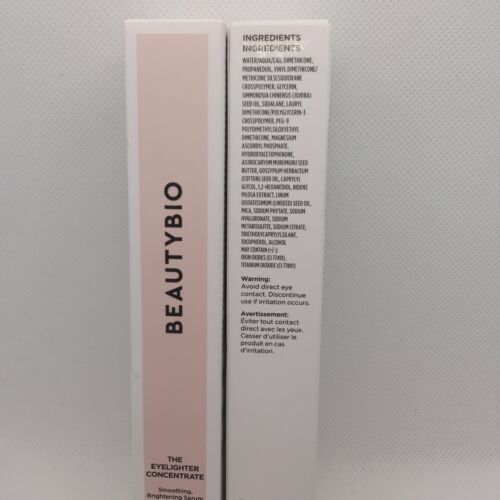 BEAUTYBIO
THE
EYELIGHTER
CONCENTRATE
Smoothing,
Brightening Serum
INGREDIENTS
INGREDIENTS
WATER/AQUA/EAU, DIMETHICONE,
PROPANEDIOL, VINYL DIMETHICONE/
METHICONE SILSESQUIOXANE
CROSSPOLYMER, GLYCERIN,
SIMMONDSIA CHINENSIS (JOJOBA)
SEED OIL, SQUALANE, LAURYL
DIMETHICONE/POLYGLYCERIN-3
CROSSPOLYMER, PEG-9
POLYDIMETHYLSILOXYETHYL
DIMETHICONE, MAGNESIUM
ASCORBYL PHOSPHATE,
HYDROXYACETOPHENONE,
ASTROCARYUM MURUMURU SEED
BUTTER, GOSSYPIUM HERBACEUM
(COTTON) SEED OIL, CAPRYLYL
GLYCOL, 1,2-HEXANEDIOL, BIDENS
PILOSA EXTRACT, LINUM
USITATISSIMUM (LINSEED) SEED OIL,
MICA, SODIUM PHYTATE, SODIUM
HYALURONATE, SODIUM
METABISULFITE, SODIUM CITRATE,
TRIETHOXYCAPRYLYLSILANE,
TOCOPHEROL, ALCOHOL
MAY CONTAIN (+/-):
IRON OXIDES (CI 77491),
TITANIUM DIOXIDE (CI 77891)
Warning:
Avoid direct eye
contact. Discontinue
use if irritation occurs.
Avertissement:
Éviter tout contact
direct avec les yeux.
Cesser d'utiliser le
produit en cas
d'irritation.